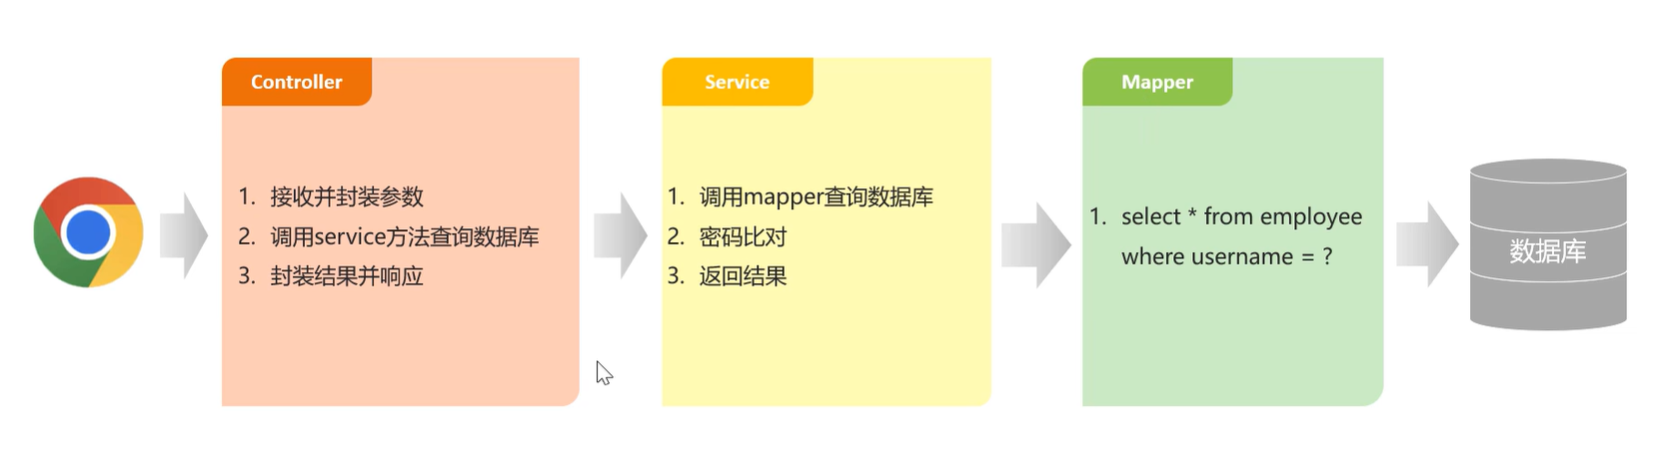 Controller
1. 接收并封装参数
2. 调用service方法查询数据库
3. 封装结果并响应
Service
1. 调用mapper查询数据库
2. 密码比对
3. 返回结果
Mapper
1. select * from employee
where username = ?
数据库